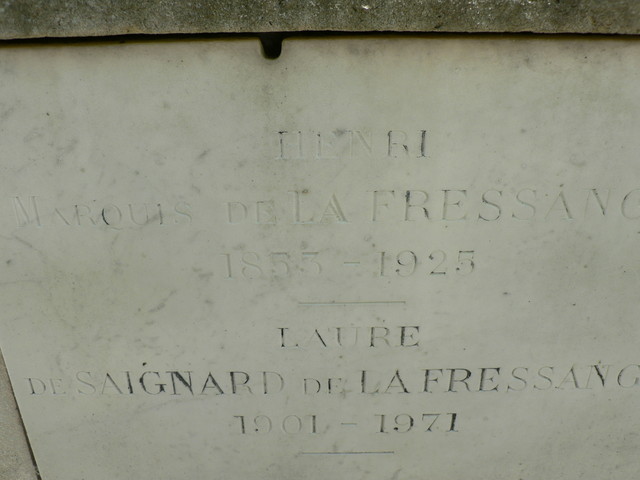 HENRI
MARQUIS DE LA FRESSANG
1853 - 1925
LAURE
DE SAIGNARD DE LA FRESSANG
1901 - 1971